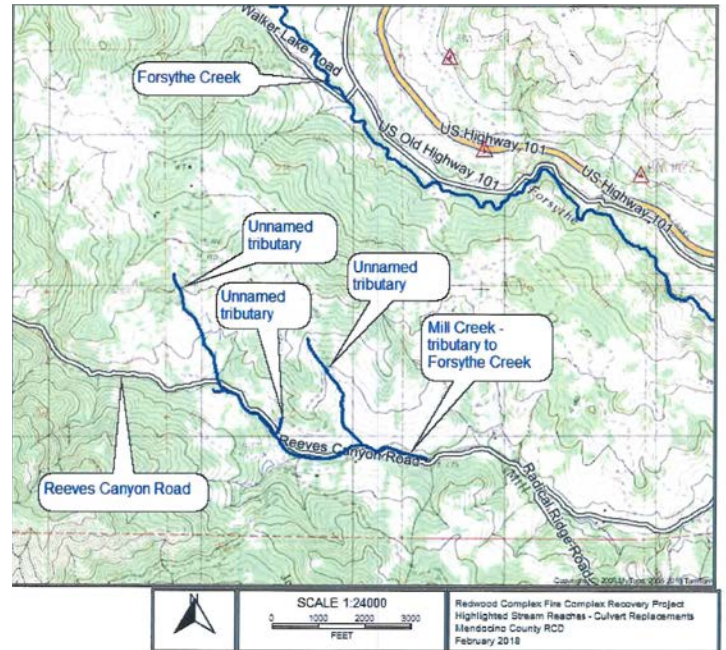 Walker Lake Road
Forsythe Creek
US Highway 101
US Old Highway 101
US Highway 101
Forsythe
Unnamed
tributary
Unnamed
tributary
Unnamed
tributary
Mill Creek -
tributary to
Forsythe Creek
Reeves Canyon Road
Reeves Canyon Road
Radical Ridge Road
SCALE 1:24000
0 1000 2000 3000
FEET
Redwood Complex Fire Complex Recovery Project
Highlighted Stream Reaches - Culvert Replacements
Mendocino County RCD
February 2018